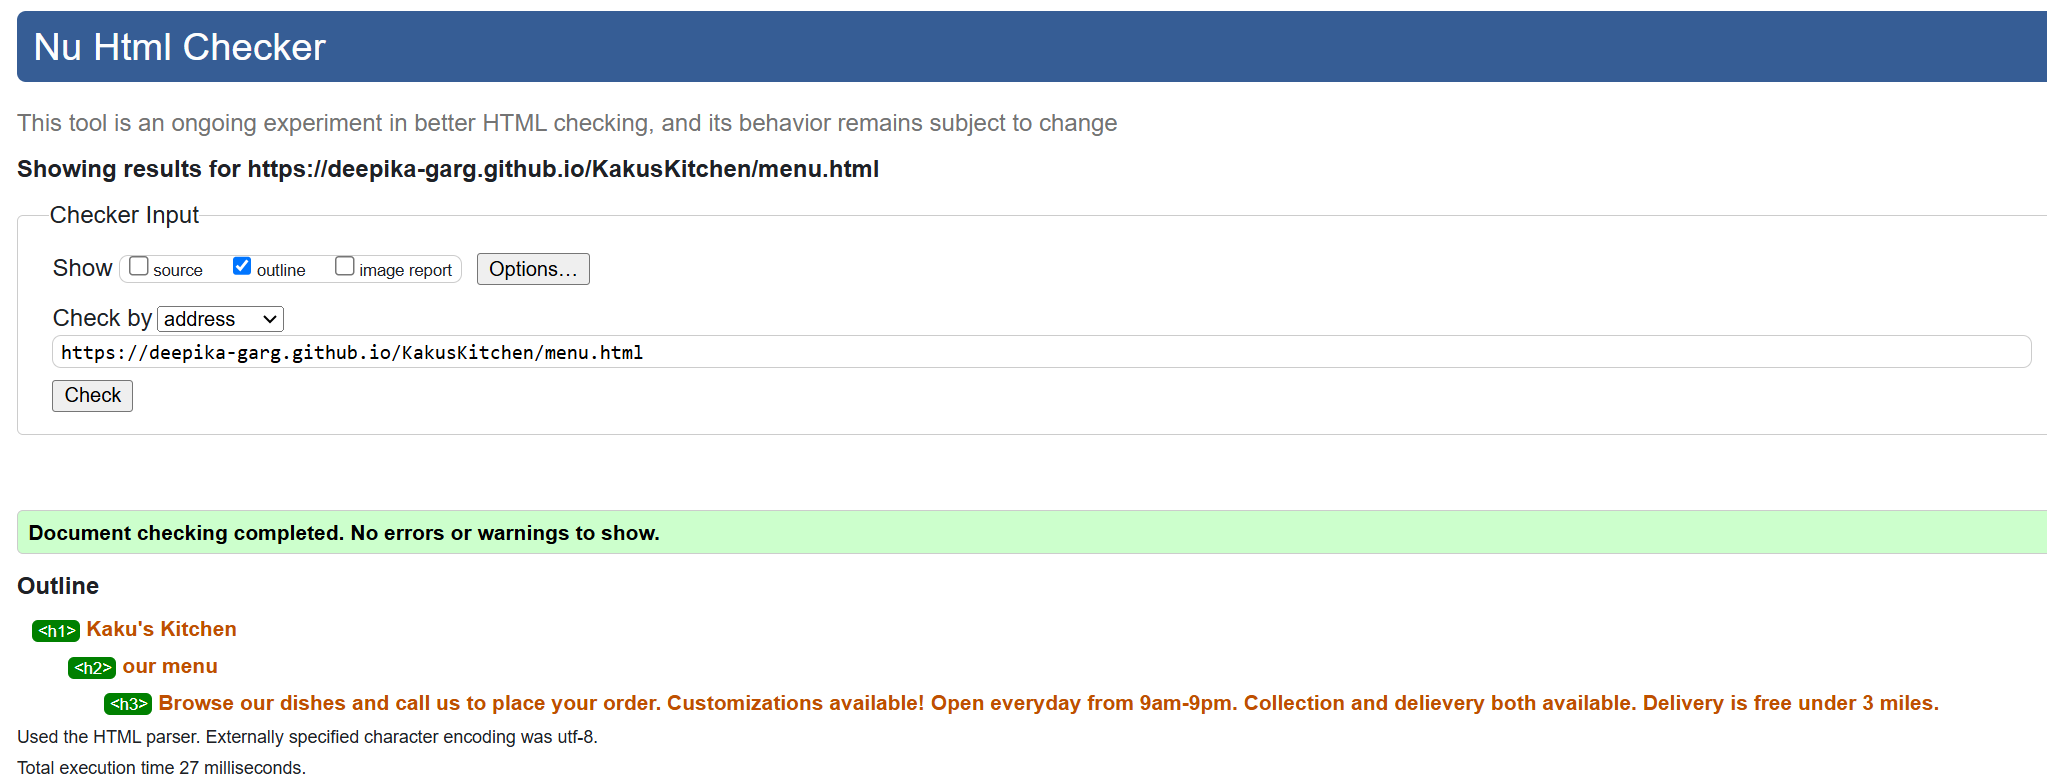 Nu Html Checker
This tool is an ongoing experiment in better HTML checking, and its behavior remains subject to change
Showing results for https://deepika-garg.github.io/KakusKitchen/menu.html
Checker Input
Show source outline image report Options...
Check by address
https://deepika-garg.github.io/KakusKitchen/menu.html
Check
Document checking completed. No errors or warnings to show.
Outline
<h1> Kaku's Kitchen
<h2> our menu
<h3> Browse our dishes and call us to place your order. Customizations available! Open everyday from 9am-9pm. Collection and delievery both available. Delivery is free under 3 miles.
Used the HTML parser. Externally specified character encoding was utf-8.
Total execution time 27 milliseconds.